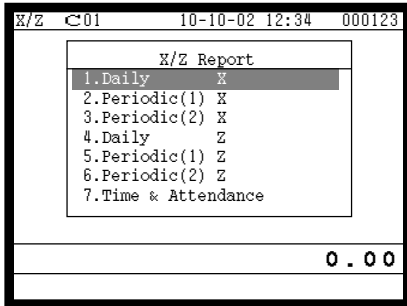 X/Z C01 10-10-02 12:34 000123
X/Z Report
1.Daily X
2.Periodic(1) X
3.Periodic(2) X
4.Daily Z
5.Periodic(1) Z
6.Periodic(2) Z
7.Time & Attendance
0.00